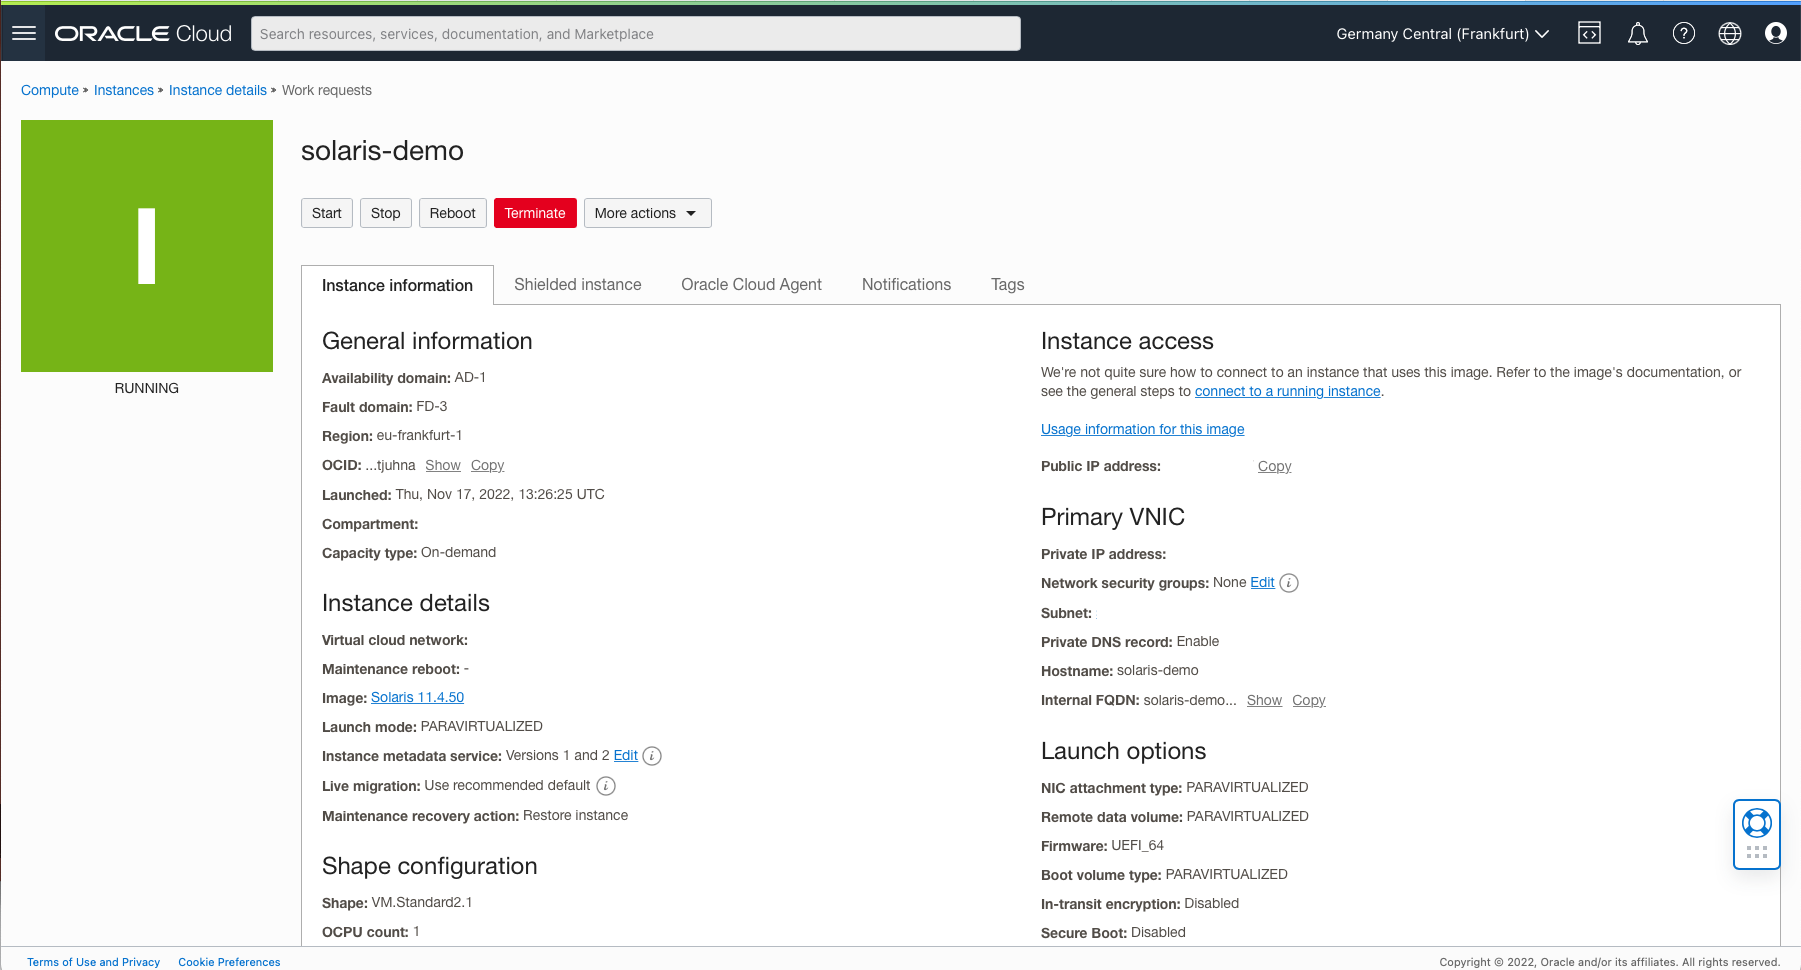 ORACLE Cloud
Search resources, services, documentation, and Marketplace
Germany Central (Frankfurt)
Compute » Instances » Instance details » Work requests
I
RUNNING
solaris-demo
Start Stop Reboot Terminate More actions
Instance information Shielded instance Oracle Cloud Agent Notifications Tags
General information
Availability domain: AD-1
Fault domain: FD-3
Region: eu-frankfurt-1
OCID: ...tjuhna Show Copy
Launched: Thu, Nov 17, 2022, 13:26:25 UTC
Compartment:
Capacity type: On-demand
Instance details
Virtual cloud network:
Maintenance reboot: -
Image: Solaris 11.4.50
Launch mode: PARAVIRTUALIZED
Instance metadata service: Versions 1 and 2 Edit i
Live migration: Use recommended default i
Maintenance recovery action: Restore instance
Shape configuration
Shape: VM.Standard2.1
OCPU count: 1
Instance access
We're not quite sure how to connect to an instance that uses this image. Refer to the image's documentation, or
see the general steps to connect to a running instance.
Usage information for this image
Public IP address: Copy
Primary VNIC
Private IP address:
Network security groups: None Edit i
Subnet:
Private DNS record: Enable
Hostname: solaris-demo
Internal FQDN: solaris-demo... Show Copy
Launch options
NIC attachment type: PARAVIRTUALIZED
Remote data volume: PARAVIRTUALIZED
Firmware: UEFI_64
Boot volume type: PARAVIRTUALIZED
In-transit encryption: Disabled
Secure Boot: Disabled
Terms of Use and Privacy Cookie Preferences
Copyright © 2022, Oracle and/or its affiliates. All rights reserved.